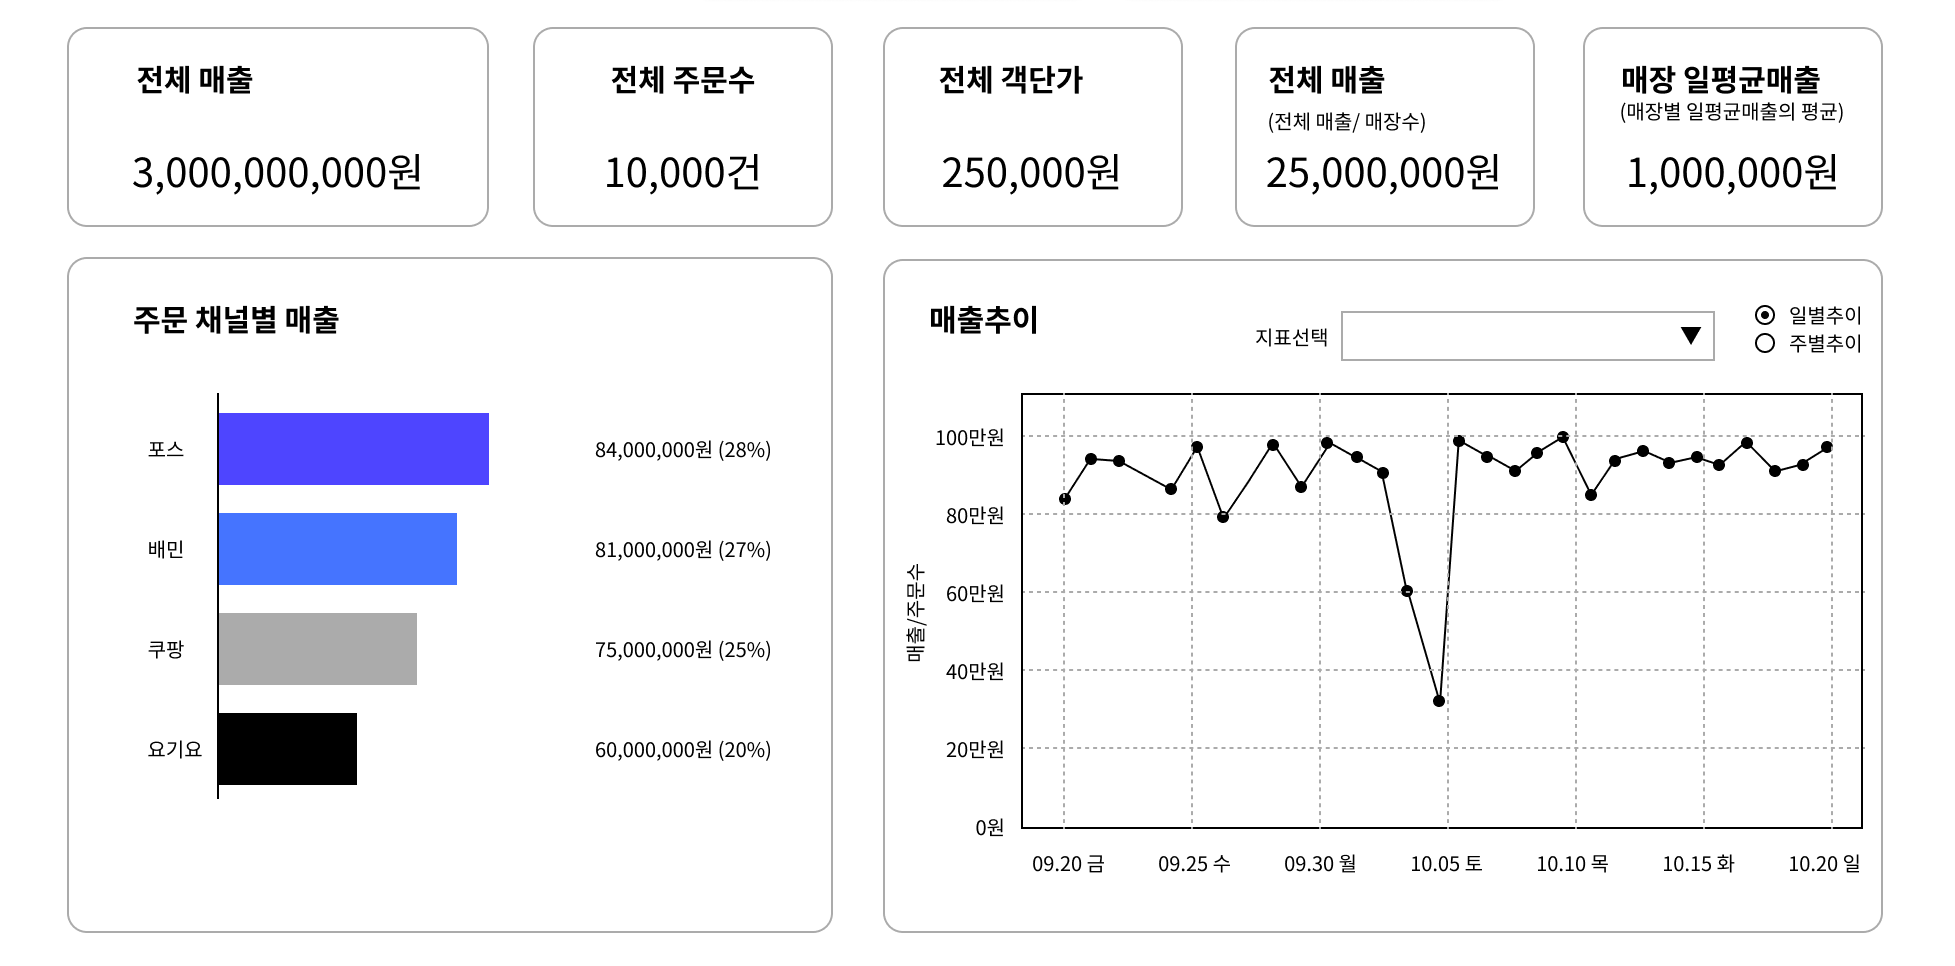 전체 매출
3,000,000,000원
전체 주문수
10,000건
전체 객단가
250,000원
전체 매출
(전체 매출/ 매장수)
25,000,000원
매장 일평균매출
(매장별 일평균매출의 평균)
1,000,000원
주문 채널별 매출
포스
84,000,000원 (28%)
배민
81,000,000원 (27%)
쿠팡
75,000,000원 (25%)
요기요
60,000,000원 (20%)
매출추이
지표선택
일별추이
주별추이
매출/주문수
100만원
80만원
60만원
40만원
20만원
0원
09.20 금
09.25 수
09.30 월
10.05 토
10.10 목
10.15 화
10.20 일